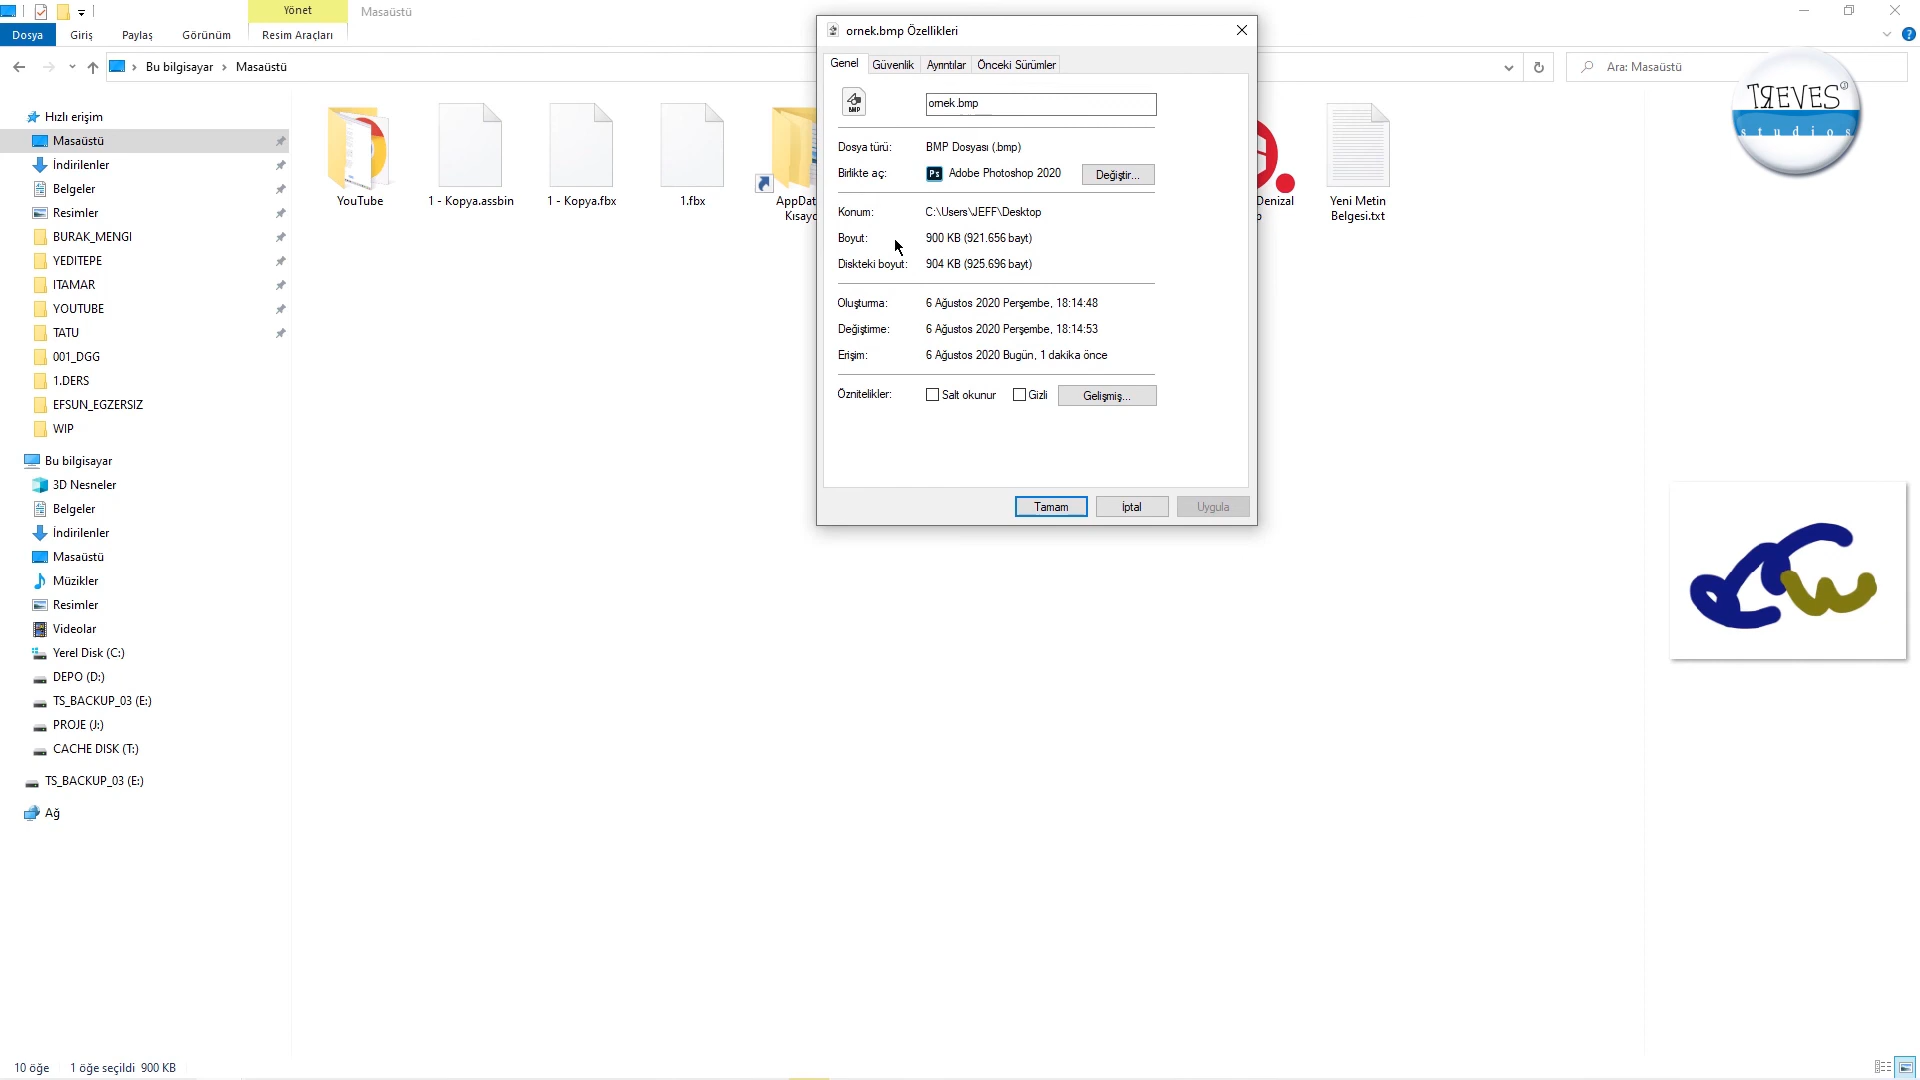 Yönet
Masaüstü
Dosya
Giriş
Paylaş
Görünüm
Resim Araçları
Bu bilgisayar
Masaüstü
Ara: Masaüstü
Hızlı erişim
Masaüstü
İndirilenler
Belgeler
Resimler
BURAK_MENGI
YEDITEPE
ITAMAR
YOUTUBE
TATU
001_DGG
1.DERS
EFSUN_EGZERSIZ
WIP
Bu bilgisayar
3D Nesneler
Belgeler
İndirilenler
Masaüstü
Müzikler
Resimler
Videolar
Yerel Disk (C:)
DEPO (D:)
TS_BACKUP_03 (E:)
PROJE (J:)
CACHE DISK (T:)
TS_BACKUP_03 (E:)
Ağ
YouTube
1 - Kopya.assbin
1 - Kopya.fbx
1.fbx
AppDat
Kısayo
ornek.bmp Özellikleri
Genel
Güvenlik
Ayrıntılar
Önceki Sürümler
BMP
ornek.bmp
Dosya türü:
BMP Dosyası (.bmp)
Birlikte aç:
Ps
Adobe Photoshop 2020
Değiştir...
Konum:
C:\Users\JEFF\Desktop
Boyut:
900 KB (921.656 bayt)
Diskteki boyut:
904 KB (925.696 bayt)
Oluşturma:
6 Ağustos 2020 Perşembe, 18:14:48
Değiştirme:
6 Ağustos 2020 Perşembe, 18:14:53
Erişim:
6 Ağustos 2020 Bugün, 1 dakika önce
Öznitelikler:
Salt okunur
Gizli
Gelişmiş...
Tamam
İptal
Uygula
Denizal
Yeni Metin
Belgesi.txt
TREVES
studios
10 öğe
1 öğe seçildi 900 KB